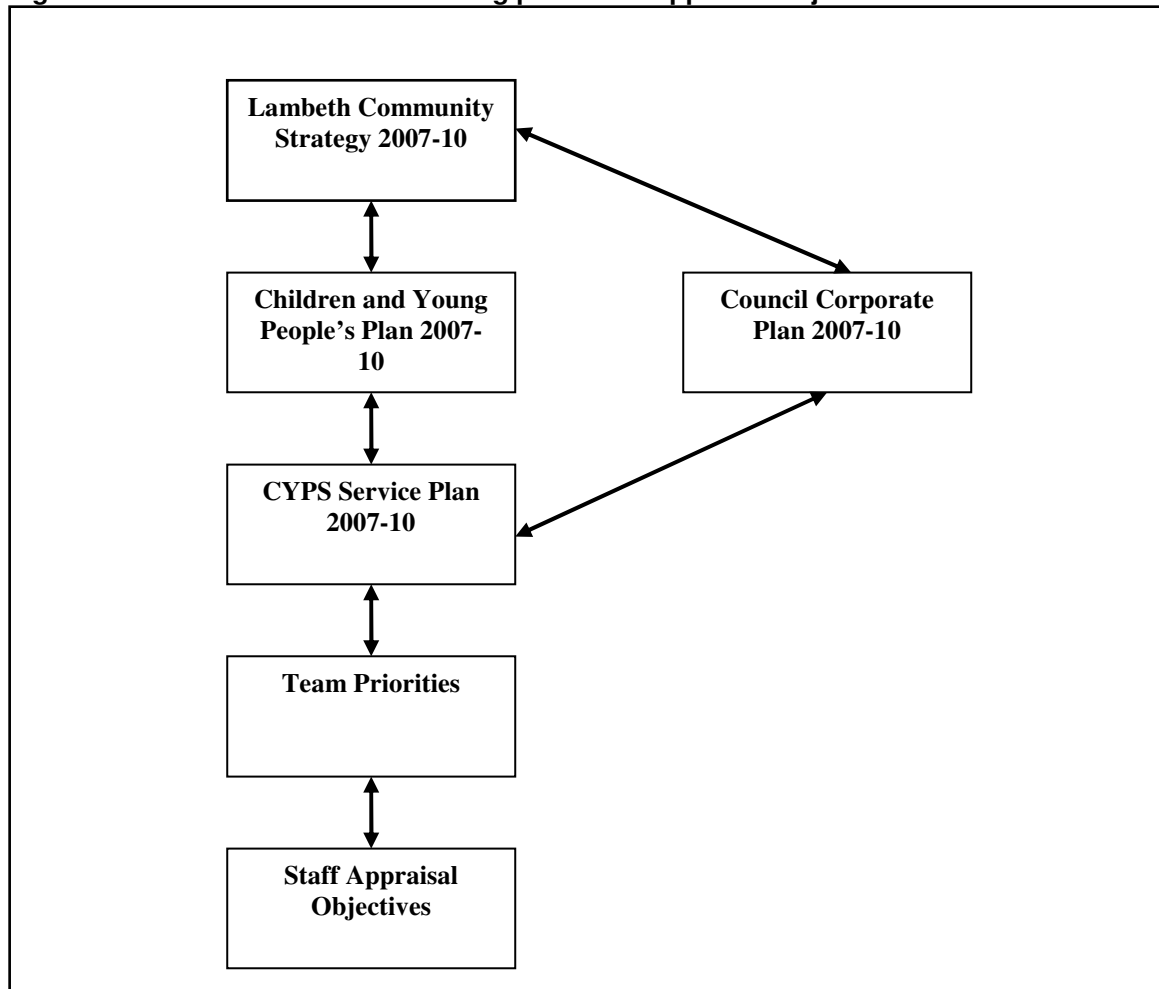 Lambeth Community
Strategy 2007-10
Children and Young
People's Plan 2007-
10
Council Corporate
Plan 2007-10
CYPS Service Plan
2007-10
Team Priorities
Staff Appraisal
Objectives